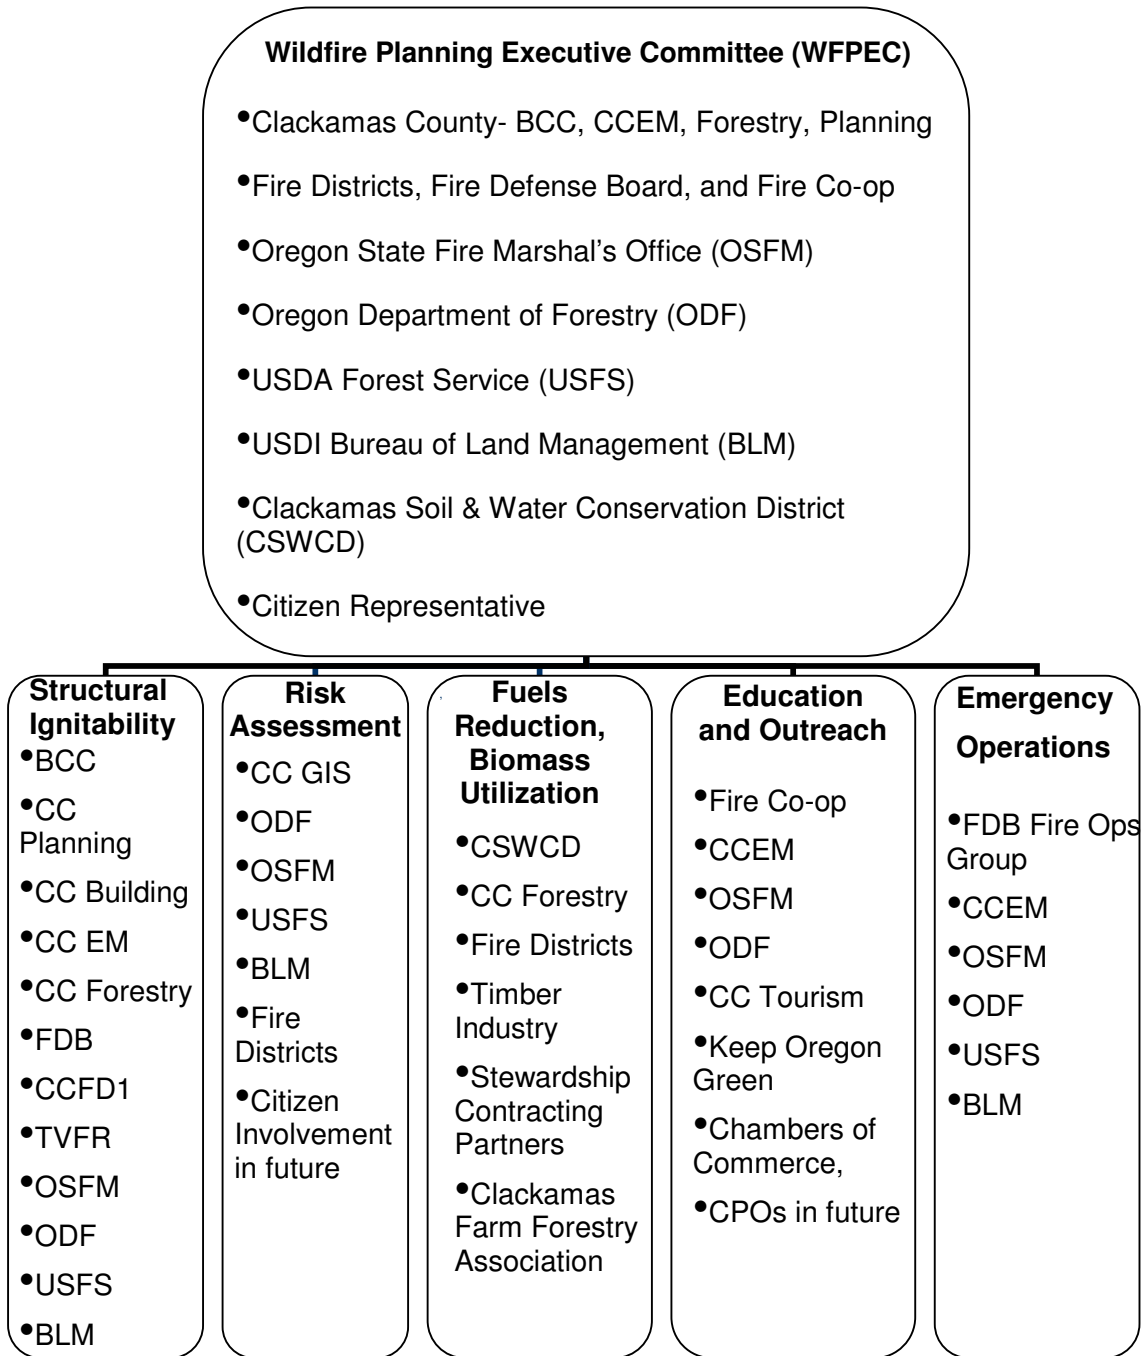 Wildfire Planning Executive Committee (WFPEC)
•Clackamas County- BCC, CCEM, Forestry, Planning
•Fire Districts, Fire Defense Board, and Fire Co-op
•Oregon State Fire Marshal’s Office (OSFM)
•Oregon Department of Forestry (ODF)
•USDA Forest Service (USFS)
•USDI Bureau of Land Management (BLM)
•Clackamas Soil & Water Conservation District
(CSWCD)
•Citizen Representative
Structural
Ignitability
•BCC
•CC
Planning
•CC Building
•CC EM
•CC Forestry
•FDB
•CCFD1
•TVFR
•OSFM
•ODF
•USFS
•BLM
Risk
Assessment
•CC GIS
•ODF
•OSFM
•USFS
•BLM
•Fire
Districts
•Citizen
Involvement
in future
Fuels
Reduction,
Biomass
Utilization
•CSWCD
•CC Forestry
•Fire Districts
•Timber
Industry
•Stewardship
Contracting
Partners
•Clackamas
Farm Forestry
Association
Education
and Outreach
•Fire Co-op
•CCEM
•OSFM
•ODF
•CC Tourism
•Keep Oregon
Green
•Chambers of
Commerce,
•CPOs in future
Emergency
Operations
•FDB Fire Ops
Group
•CCEM
•OSFM
•ODF
•USFS
•BLM